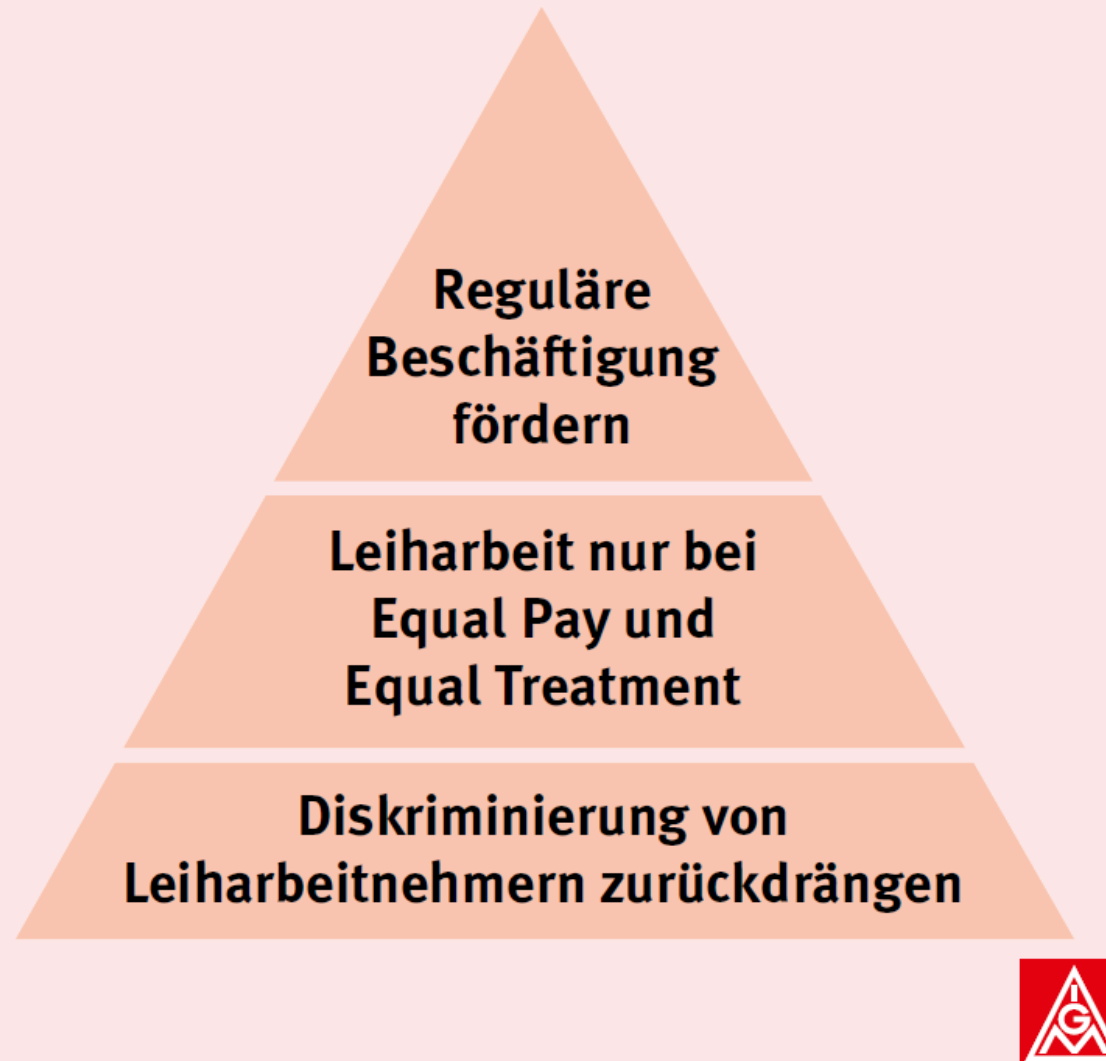 Reguläre
Beschäftigung
fördern
Leiharbeit nur bei
Equal Pay und
Equal Treatment
Diskriminierung von
Leiharbeitnehmern zurückdrängen
IGM